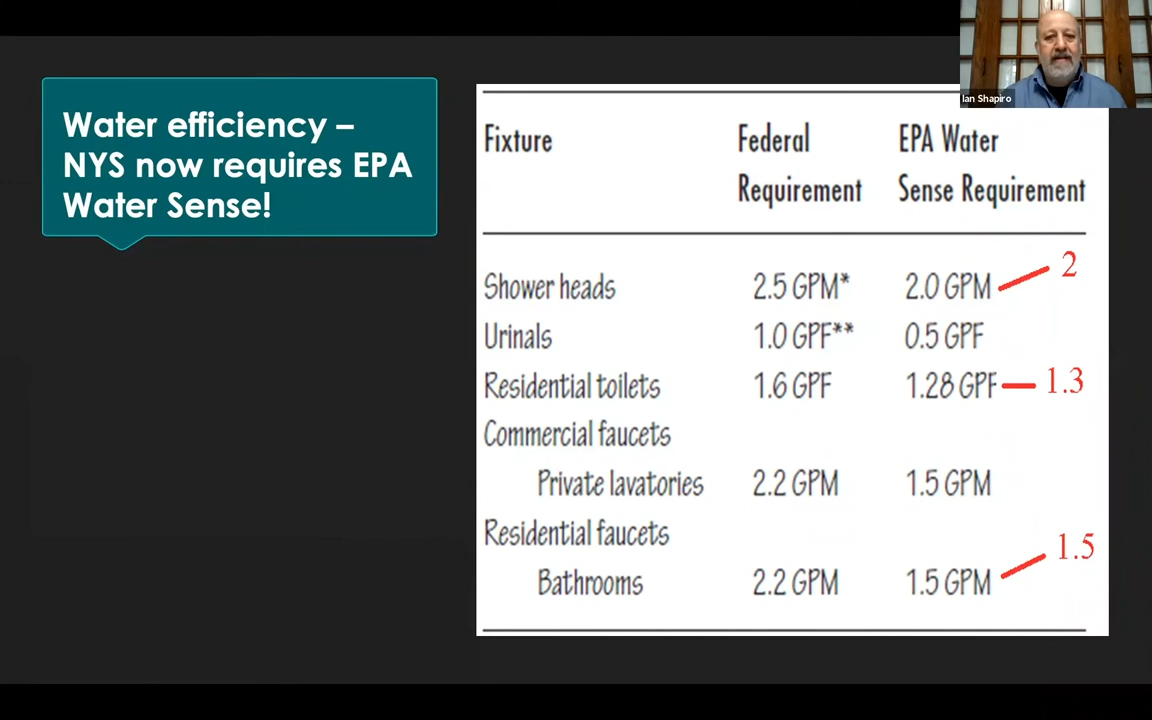 Ian Shapiro
Water efficiency –
NYS now requires EPA
Water Sense!
Fixture Federal Requirement EPA Water Sense Requirement
Shower heads 2.5 GPM* 2.0 GPM 2
Urinals 1.0 GPF** 0.5 GPF
Residential toilets 1.6 GPF 1.28 GPF 1.3
Commercial faucets
Private lavatories 2.2 GPM 1.5 GPM
Residential faucets
Bathrooms 2.2 GPM 1.5 GPM 1.5